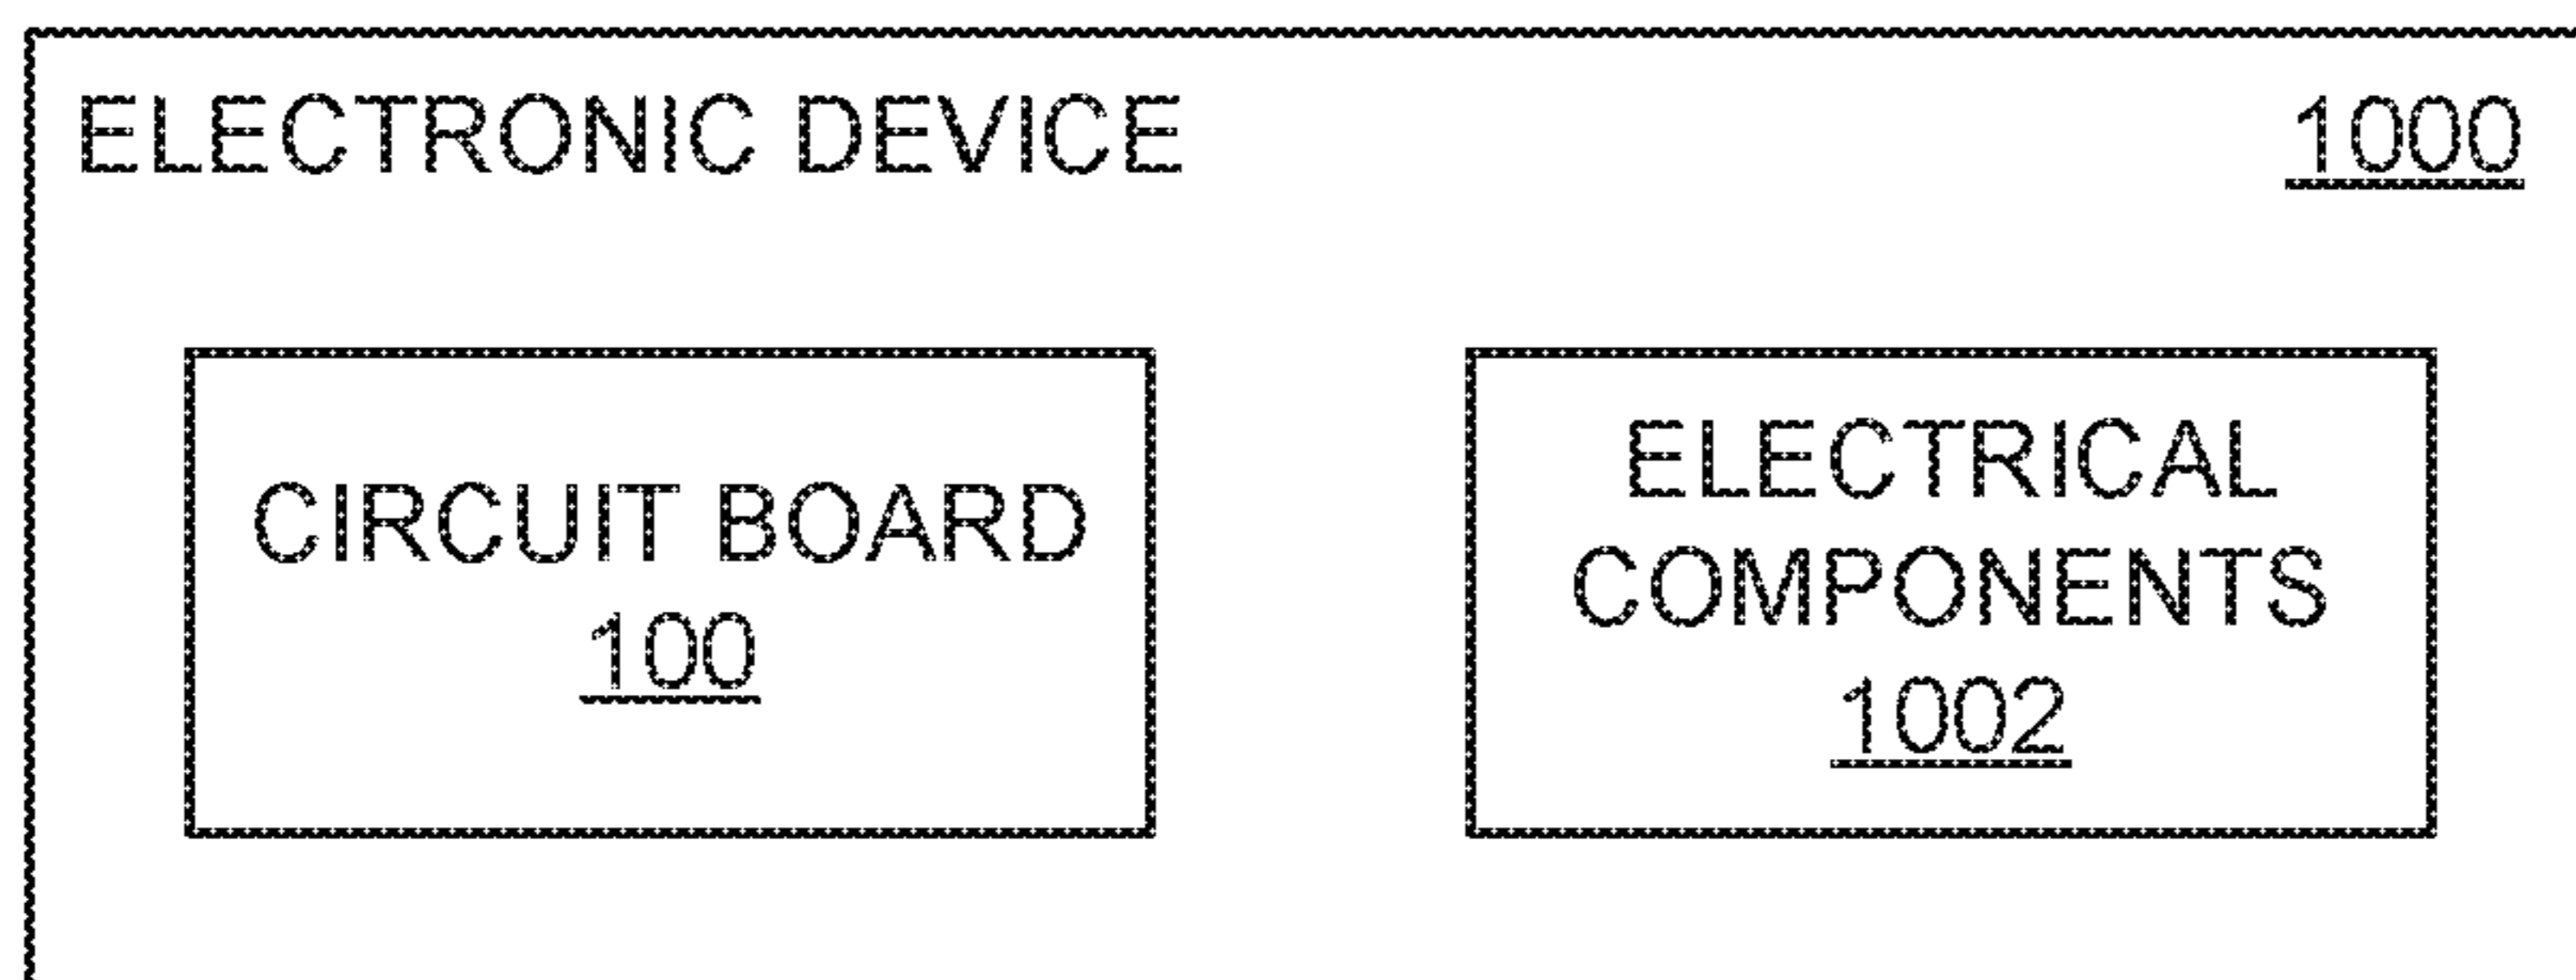 ELECTRONIC DEVICE 1000
CIRCUIT BOARD
100
ELECTRICAL
COMPONENTS
1002